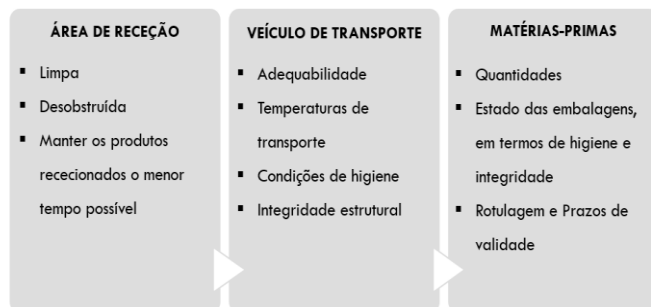 ÁREA DE RECEÇÃO
▪ Limpa
▪ Desobstruída
▪ Manter os produtos
rececionados o menor
tempo possível
VEÍCULO DE TRANSPORTE
▪ Adequabilidade
▪ Temperaturas de
transporte
▪ Condições de higiene
▪ Integridade estrutural
MATÉRIAS-PRIMAS
▪ Quantidades
▪ Estado das embalagens,
em termos de higiene e
integridade
▪ Rotulagem e Prazos de
validade